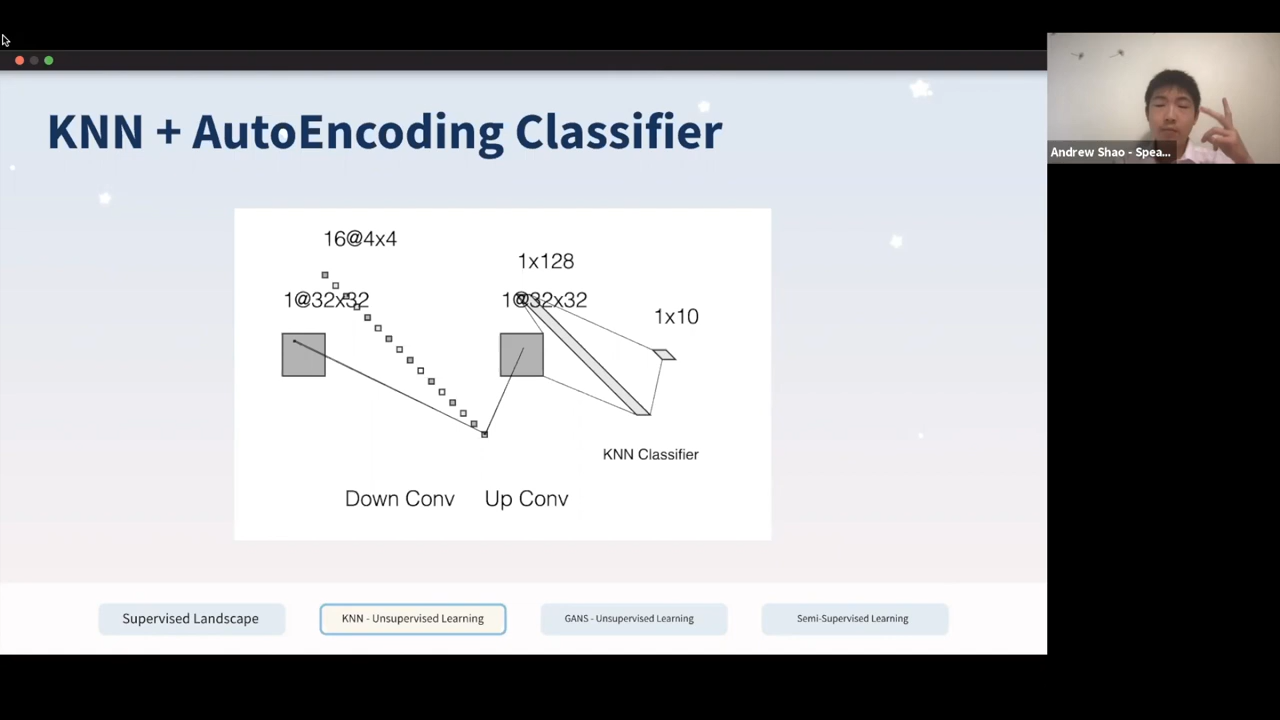 KNN + AutoEncoding Classifier
16@4x4
1@32x32
1x128
1@32x32
1x10
KNN Classifier
Down Conv
Up Conv
Supervised Landscape
KNN - Unsupervised Learning
GANS - Unsupervised Learning
Semi-Supervised Learning
Andrew Shao - Spea...